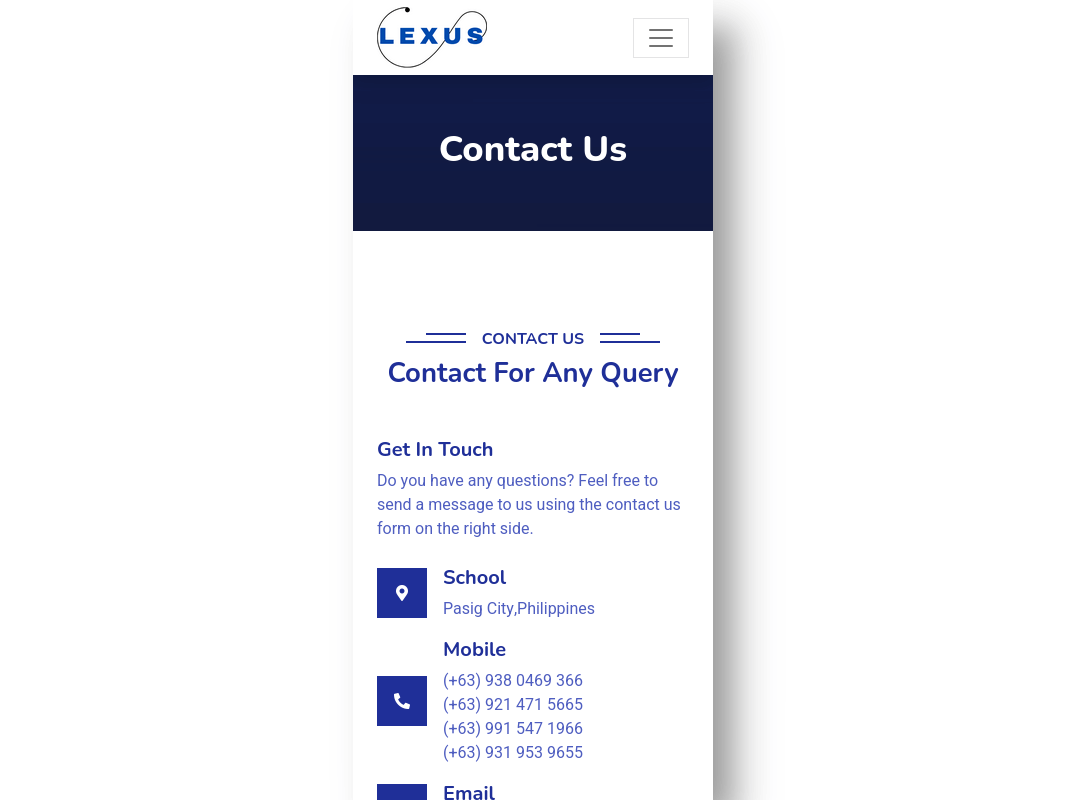 LEXUS
Contact Us
CONTACT US
Contact For Any Query
Get In Touch
Do you have any questions? Feel free to
send a message to us using the contact us
form on the right side.
School
Pasig City,Philippines
Mobile
(+63) 938 0469 366
(+63) 921 471 5665
(+63) 991 547 1966
(+63) 931 953 9655
Email